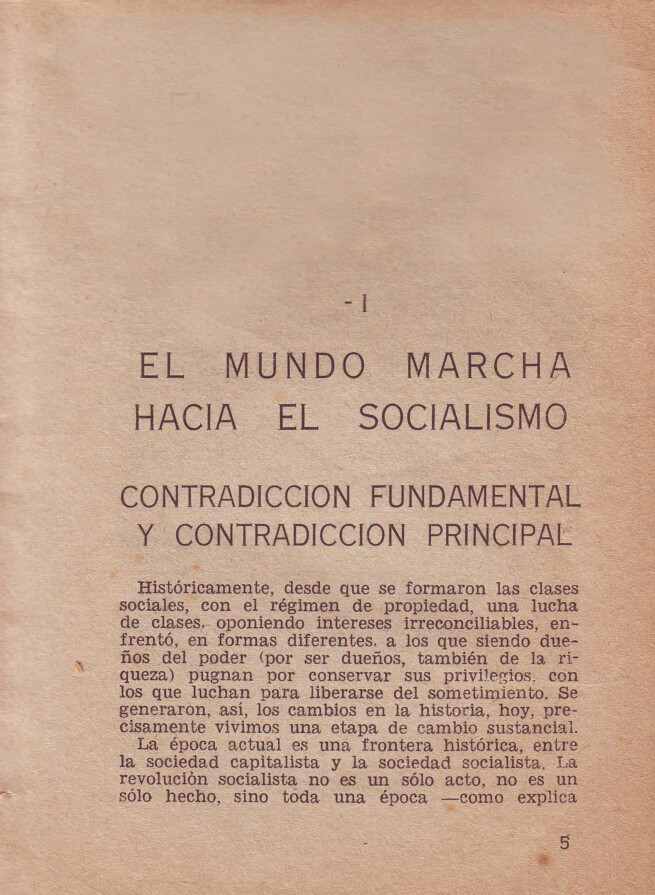 - I
EL MUNDO MARCHA
HACIA EL SOCIALISMO
CONTRADICCION FUNDAMENTAL
Y CONTRADICCION PRINCIPAL
Históricamente, desde que se formaron las clases
sociales, con el régimen de propiedad, una lucha
de clases. oponiendo intereses irreconciliables, en-
frentó, en formas diferentes. a los que siendo due-
ños del poder (por ser dueños, también de la ri-
queza) pugnan por conservar sus privilegios. con
los que luchan para liberarse del sometimiento. Se
generaron, así, los cambios en la historia, hoy, pre-
cisamente vivimos una etapa de cambio sustancial.
La época actual es una frontera histórica, entre
la sociedad capitalista y la sociedad socialista. La
revolución socialista no es un sólo acto, no es un
sólo hecho, sino toda una época —como explica
5